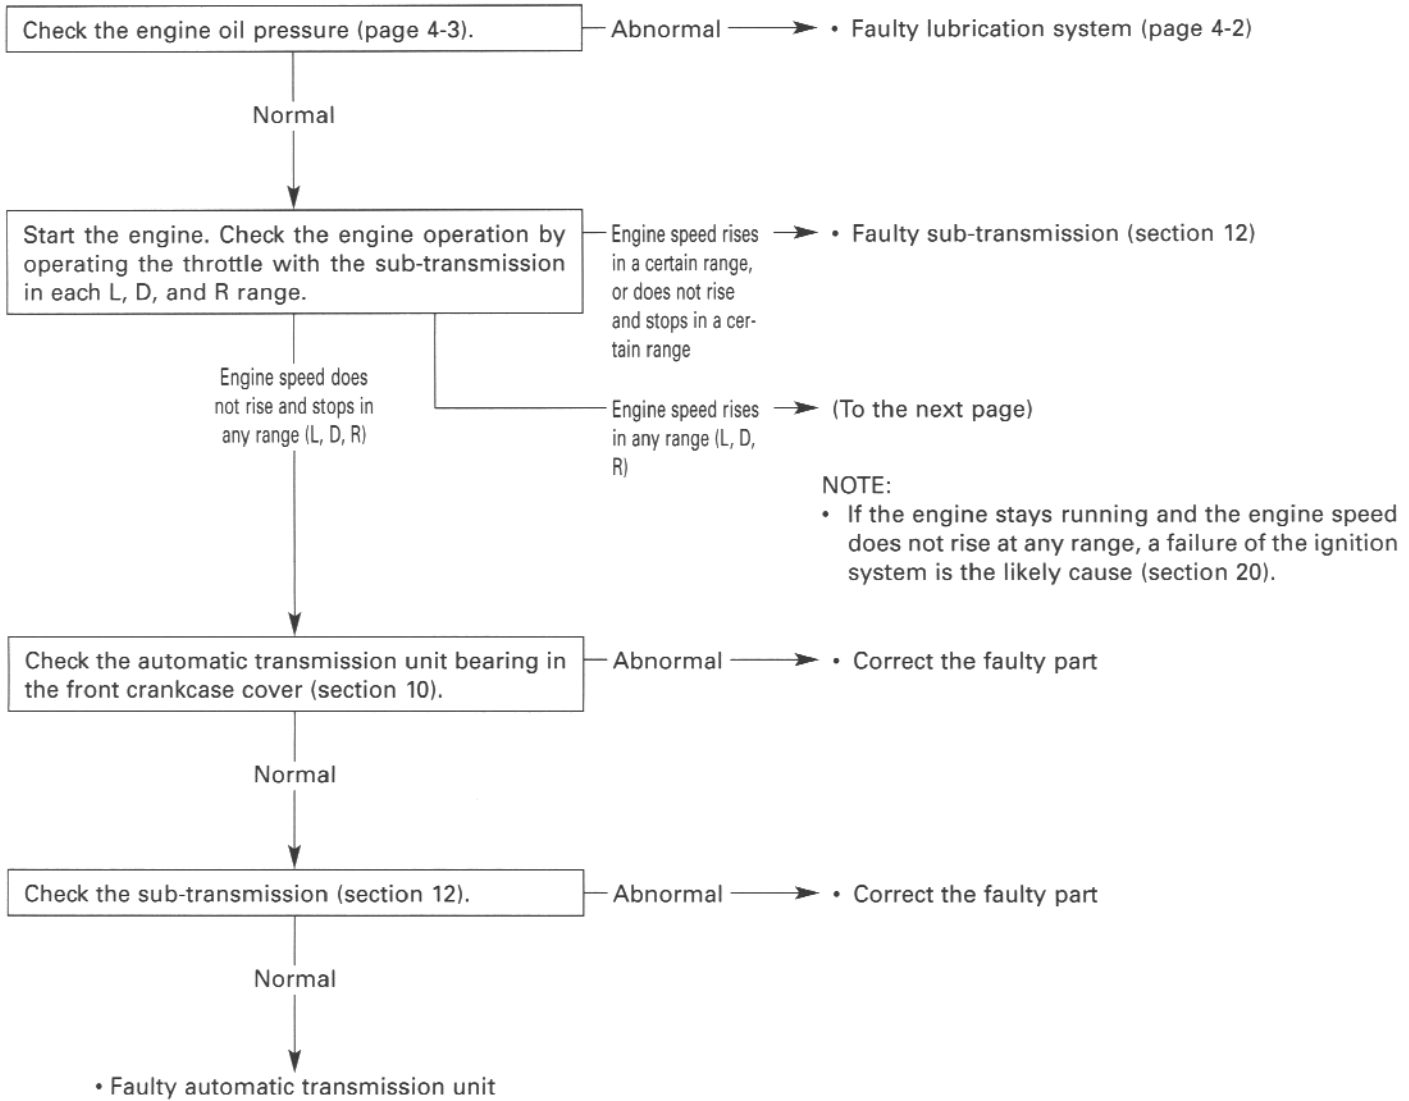 Check the engine oil pressure (page 4-3).
Abnormal
• Faulty lubrication system (page 4-2)
Normal
Start the engine. Check the engine operation by
operating the throttle with the sub-transmission
in each L, D, and R range.
Engine speed rises
in a certain range,
or does not rise
and stops in a cer-
tain range
• Faulty sub-transmission (section 12)
Engine speed does
not rise and stops in
any range (L, D, R)
Engine speed rises
in any range (L, D,
R)
(To the next page)
NOTE:
• If the engine stays running and the engine speed
does not rise at any range, a failure of the ignition
system is the likely cause (section 20).
Check the automatic transmission unit bearing in
the front crankcase cover (section 10).
Abnormal
• Correct the faulty part
Normal
Check the sub-transmission (section 12).
Abnormal
• Correct the faulty part
Normal
• Faulty automatic transmission unit